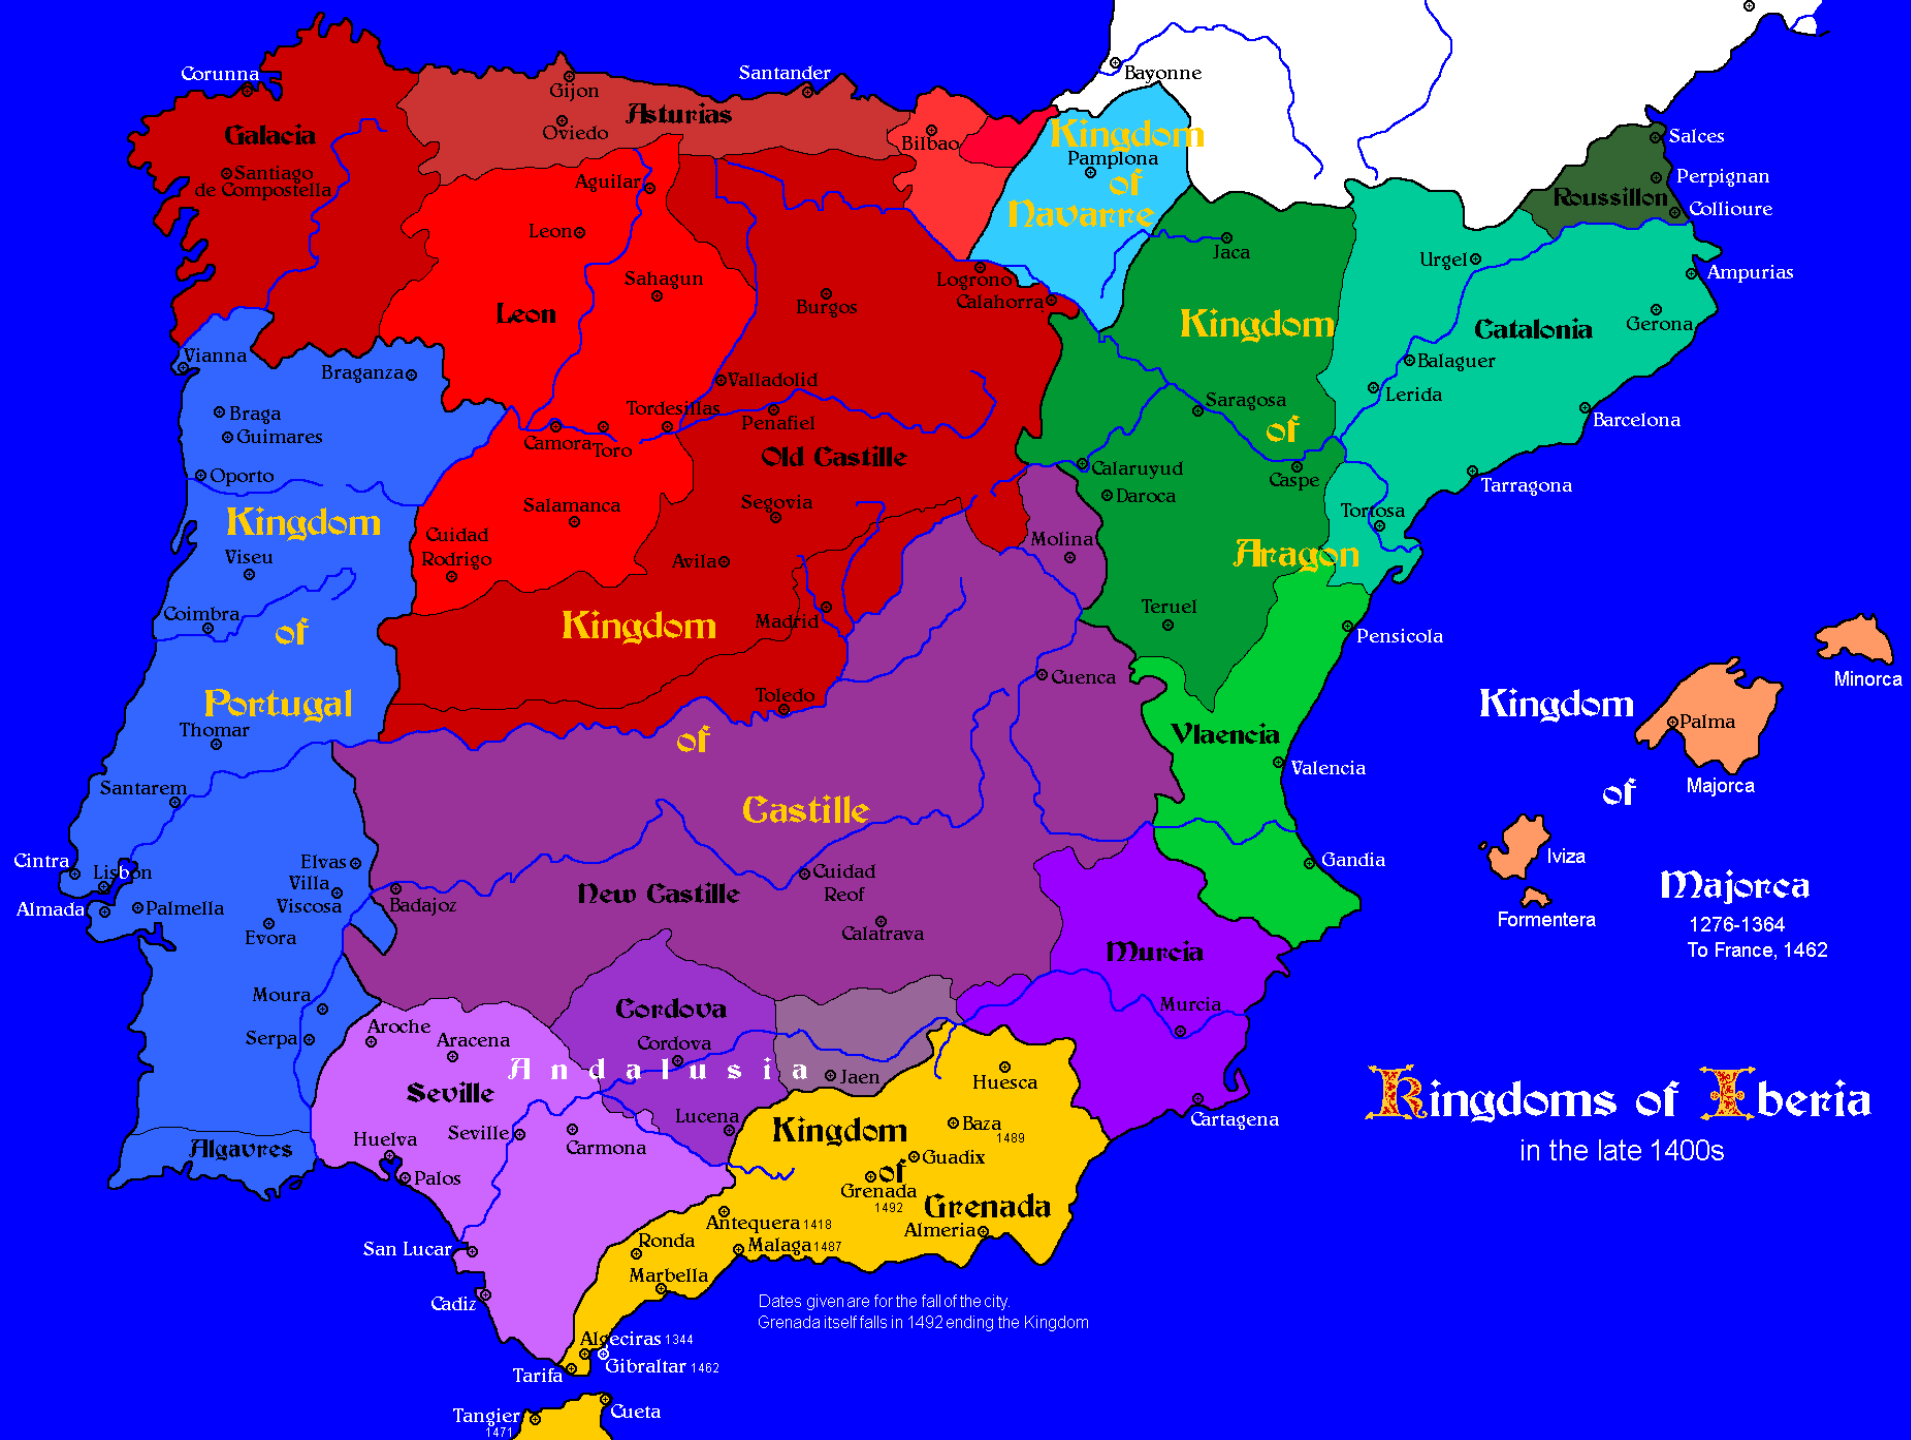 Corunna
Galacia
Santiago
de Compostella
Gijon
Oviedo
Asturias
Santander
Bilbao
Bayonne
Kingdom
of
Navarre
Pamplona
Salces
Perpignan
Roussillon
Collioure
Aguilar
Leon
Sahagun
Leon
Burgos
Logrono
Calahorra
Jaca
Urgel
Ampurias
Gerona
Catalonia
Balaguer
Lerida
Barcelona
Tarragona
Tortosa
Kingdom
of
Aragon
Saragosa
Caspe
Calaruyud
Daroca
Teruel
Molina
Vianna
Braganza
Braga
Guimares
Oporto
Kingdom
of
Portugal
Viseu
Coimbra
Thomar
Santarem
Cintra
Lisbon
Almada
Palmella
Elvas
Villa
Viscosa
Evora
Moura
Serpa
Algavres
Valladolid
Tordesillas
Penafiel
Camora
Toro
Old Castille
Salamanca
Segovia
Cuidad
Rodrigo
Avila
Madrid
Kingdom
of
Castille
Toledo
Cuenca
Pensicola
Vlaencia
Valencia
Gandia
Minorca
Kingdom
of
Majorca
1276-1364
To France, 1462
Palma
Majorca
Iviza
Formentera
Badajoz
New Castille
Cuidad
Reof
Calatrava
Murcia
Murcia
Cartagena
Cordova
Cordova
Andalusia
Aroche
Aracena
Seville
Seville
Carmona
Huelva
Palos
Lucena
Jaen
San Lucar
Cadiz
Kingdom
of
Grenada
Huesca
Baza
1489
Guadix
Grenada
1492
Almeria
Antequera 1418
Malaga 1487
Ronda
Marbella
Algeciras 1344
Gibraltar 1462
Tarifa
Tangier
1471
Cueta
Dates given are for the fall of the city.
Grenada itself falls in 1492 ending the Kingdom
Kingdoms of Iberia
in the late 1400s